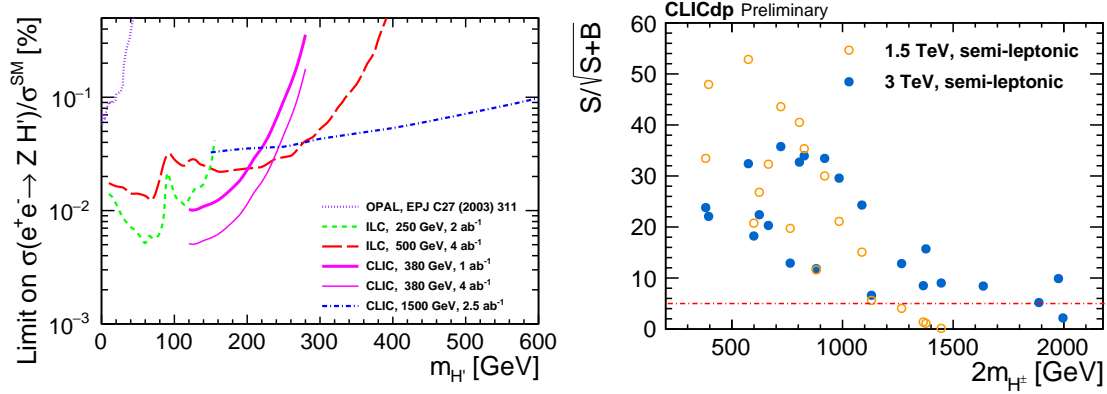 Limit on σ(e⁺e⁻→ Z H')/σ^SM [%]
10⁻¹
10⁻²
10⁻³
OPAL, EPJ C27 (2003) 311
ILC, 250 GeV, 2 ab⁻¹
ILC, 500 GeV, 4 ab⁻¹
CLIC, 380 GeV, 1 ab⁻¹
CLIC, 380 GeV, 4 ab⁻¹
CLIC, 1500 GeV, 2.5 ab⁻¹
0 100 200 300 400 500 600
m_H' [GeV]
CLICdp Preliminary
S/√S+B
60
50
40
30
20
10
0
1.5 TeV, semi-leptonic
3 TeV, semi-leptonic
500 1000 1500 2000
2m_H± [GeV]